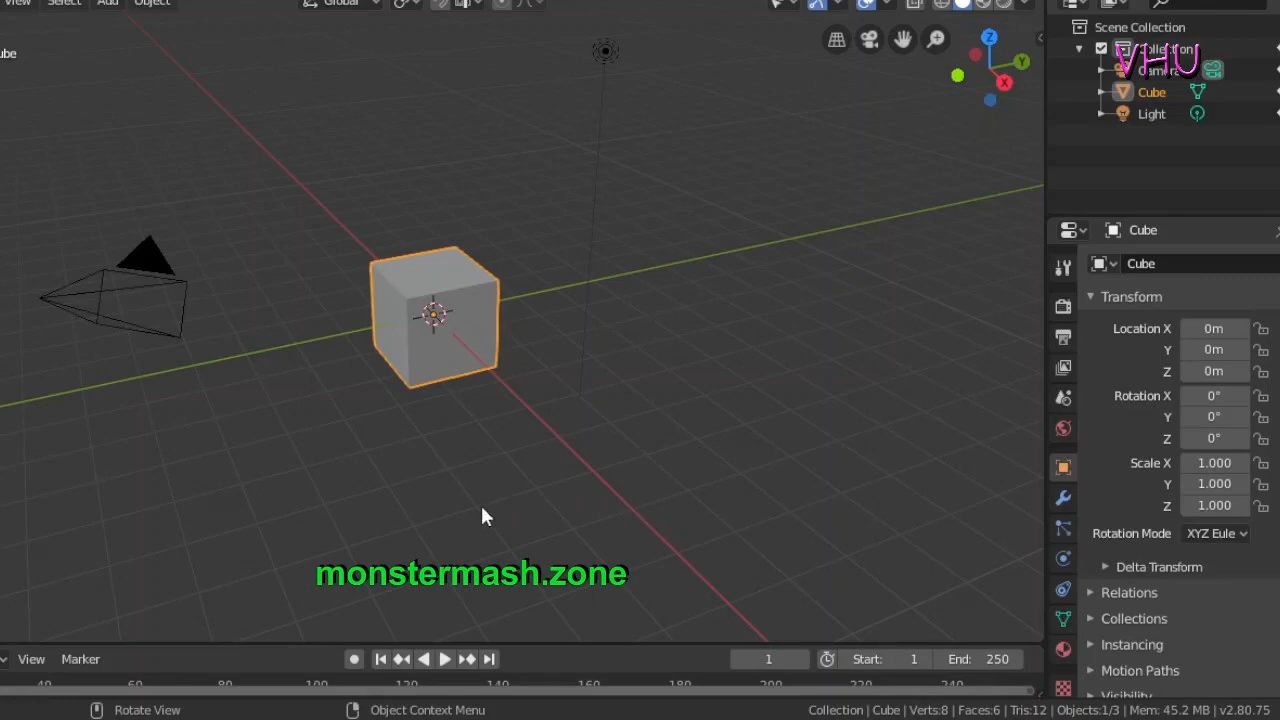 View Select Add Object Global
Scene Collection
Collection
VHU
Camera
ube
Cube
Light
Cube
Cube
Transform
Location X 0m
Y 0m
Z 0m
Rotation X 0°
Y 0°
Z 0°
Scale X 1.000
Y 1.000
Z 1.000
Rotation Mode XYZ Eule
Delta Transform
Relations
Collections
Instancing
Motion Paths
Visibility
Z
Y
X
monstermash.zone
View Marker 1 Start: 1 End: 250
40 60 80 100 120 140 160 180 200 220 240
Rotate View Object Context Menu Collection | Cube | Verts:8 | Faces:6 | Tris:12 | Objects:1/3 | Mem: 45.2 MB | v2.80.75